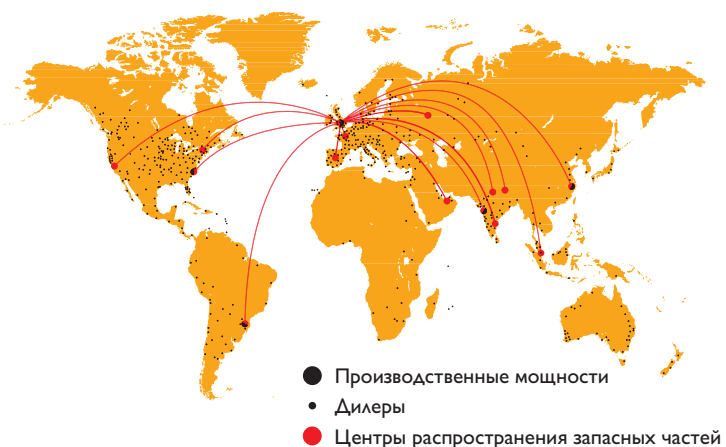 Производственные мощности
Дилеры
Центры распространения запасных частей